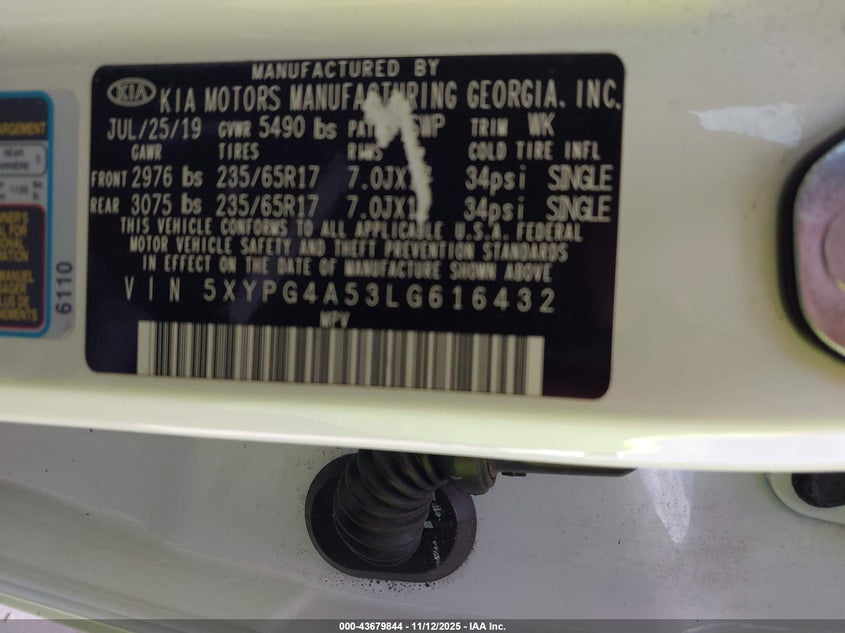 MANUFACTURED BY
KIA KIA MOTORS MANUFACTURING GEORGIA, INC.
JUL/25/19 GVWR 5490 lbs SWP TRIM WK
GAWR TIRES RIMS COLD TIRE INFL
FRONT 2976 lbs 235/65R17 34psi SINGLE
REAR 3075 lbs 235/65R17 34psi SINGLE
THIS VEHICLE CONFORMS TO ALL APPLICABLE U.S.A. FEDERAL
MOTOR VEHICLE SAFETY AND THEFT PREVENTION STANDARDS
IN EFFECT ON THE DATE OF MANUFACTURE SHOWN ABOVE
VIN 5XYPG4A53LG616432
MPV
REAR
6110
000-43679844 - 11/12/2025 - IAA Inc.